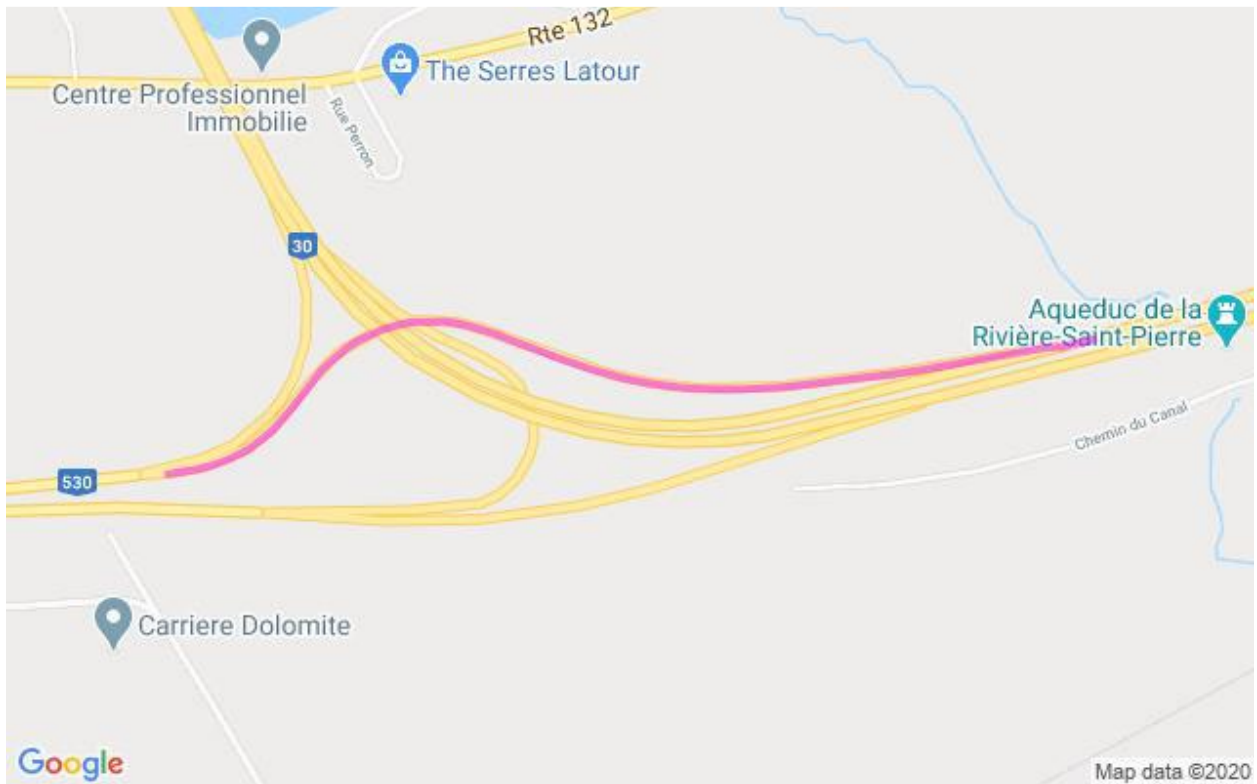 Rte 132
The Serres Latour
Centre Professionnel
Immobilie
Rue Perron
30
Aqueduc de la
Rivière-Saint-Pierre
Chemin du Canal
530
Carriere Dolomite
Google
Map data ©2020